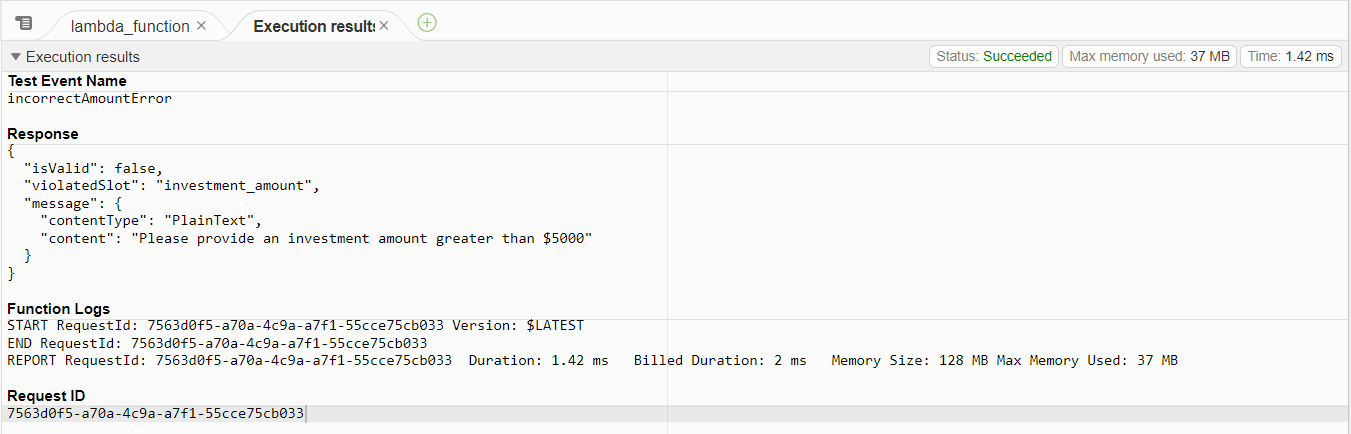 lambda_function
Execution results
Execution results
Status: Succeeded
Max memory used: 37 MB
Time: 1.42 ms
Test Event Name
incorrectAmountError
Response
{
  "isValid": false,
  "violatedSlot": "investment_amount",
  "message": {
    "contentType": "PlainText",
    "content": "Please provide an investment amount greater than $5000"
  }
}
Function Logs
START RequestId: 7563d0f5-a70a-4c9a-a7f1-55cce75cb033 Version: $LATEST
END RequestId: 7563d0f5-a70a-4c9a-a7f1-55cce75cb033
REPORT RequestId: 7563d0f5-a70a-4c9a-a7f1-55cce75cb033  Duration: 1.42 ms   Billed Duration: 2 ms   Memory Size: 128 MB Max Memory Used: 37 MB
Request ID
7563d0f5-a70a-4c9a-a7f1-55cce75cb033